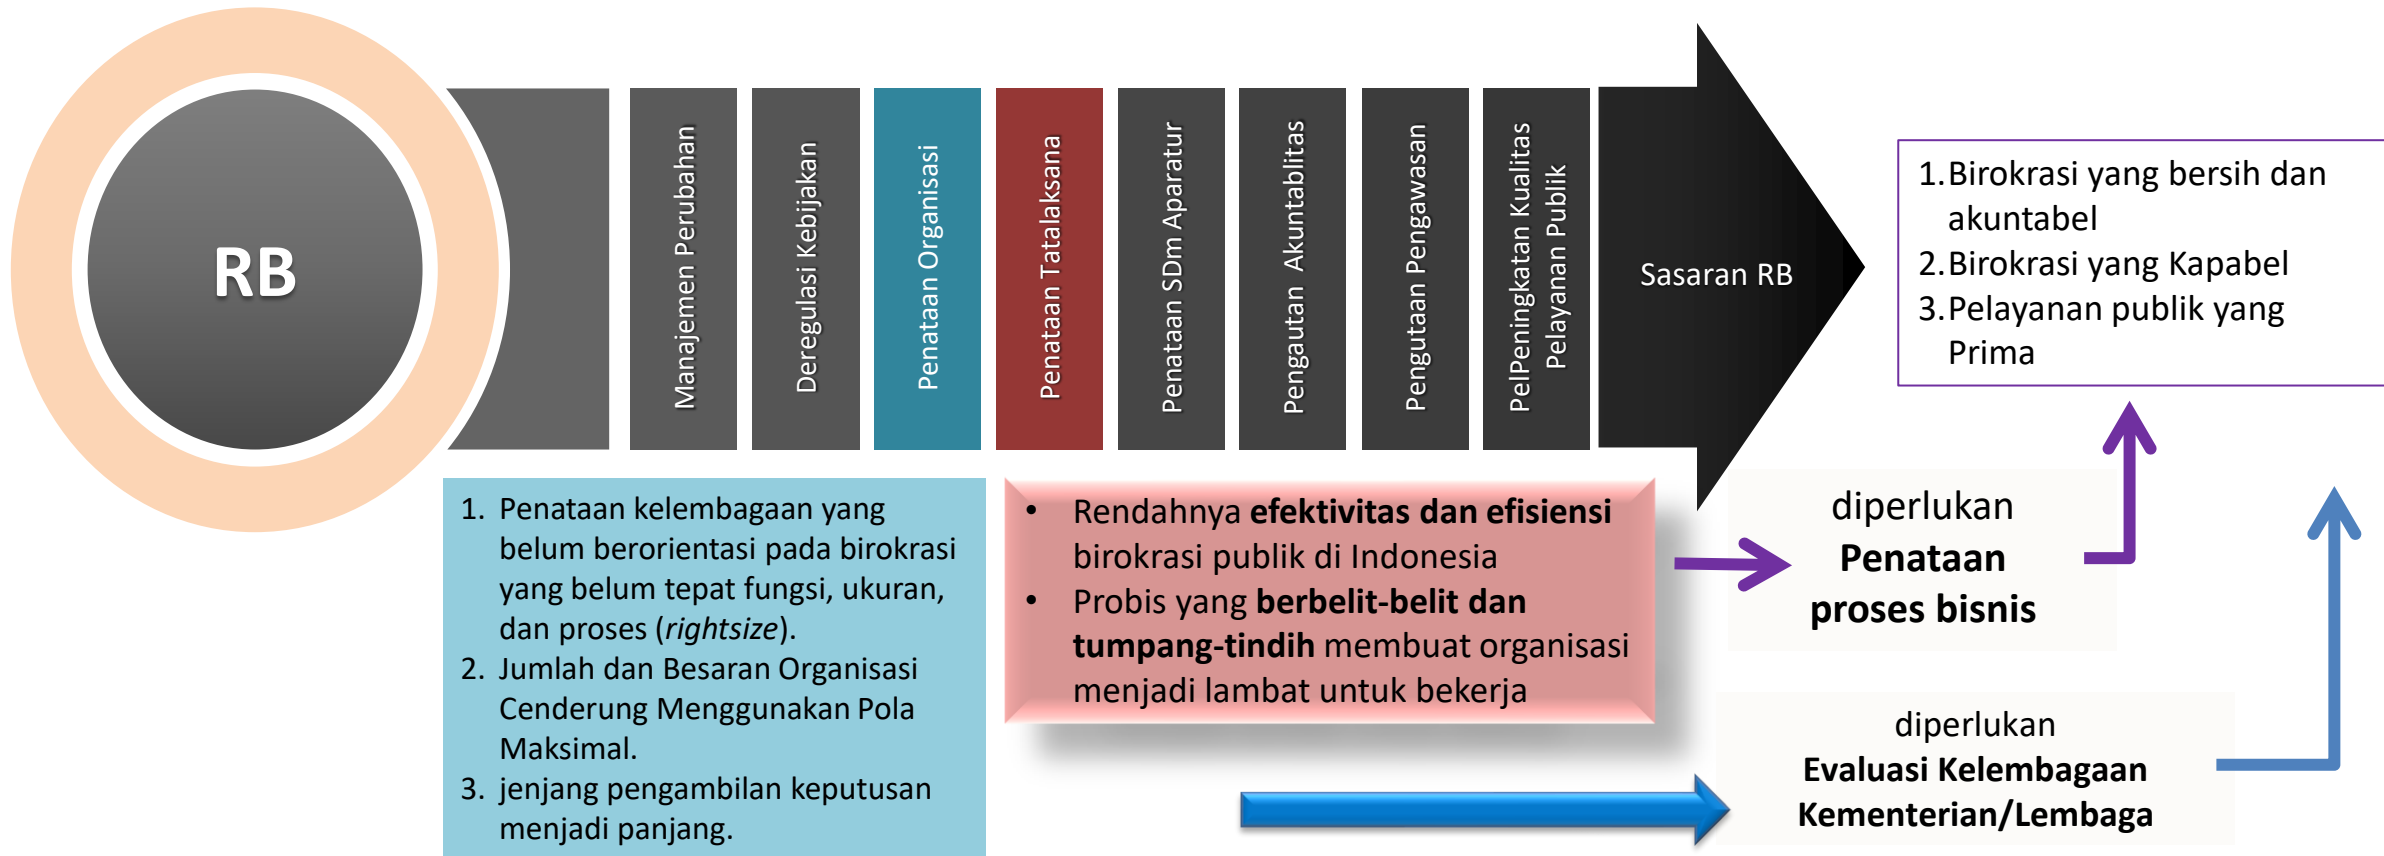 RB
Manajemen Perubahan
Deregulasi Kebijakan
Penataan Organisasi
Penataan Tatalaksana
Penataan SDm Aparatur
Pengautan Akuntablitas
Pengutaan Pengawasan
PelPeningkatan Kualitas
Pelayanan Publik
Sasaran RB
1.Birokrasi yang bersih dan
akuntabel
2.Birokrasi yang Kapabel
3.Pelayanan publik yang
Prima
1. Penataan kelembagaan yang
belum berorientasi pada birokrasi
yang belum tepat fungsi, ukuran,
dan proses (rightsize).
2. Jumlah dan Besaran Organisasi
Cenderung Menggunakan Pola
Maksimal.
3. jenjang pengambilan keputusan
menjadi panjang.
• Rendahnya efektivitas dan efisiensi
birokrasi publik di Indonesia
• Probis yang berbelit-belit dan
tumpang-tindih membuat organisasi
menjadi lambat untuk bekerja
diperlukan
Penataan
proses bisnis
diperlukan
Evaluasi Kelembagaan
Kementerian/Lembaga